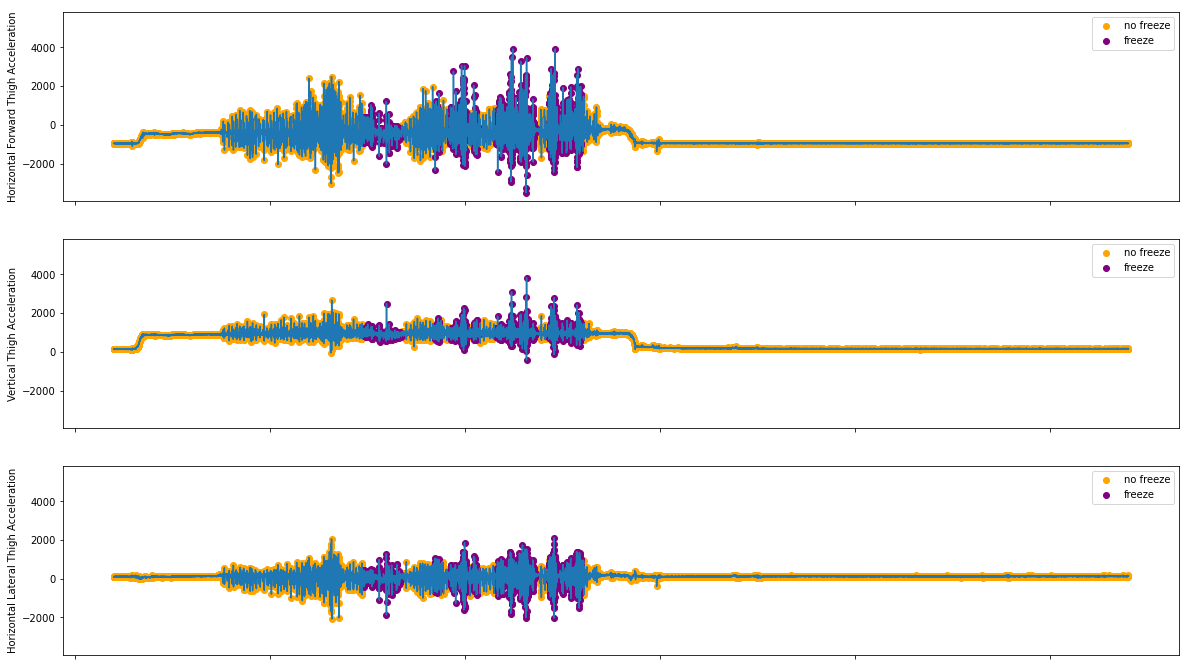 Horizontal Forward Thigh Acceleration
4000
2000
0
−2000
no freeze
freeze
Vertical Thigh Acceleration
4000
2000
0
−2000
no freeze
freeze
Horizontal Lateral Thigh Acceleration
4000
2000
0
−2000
no freeze
freeze